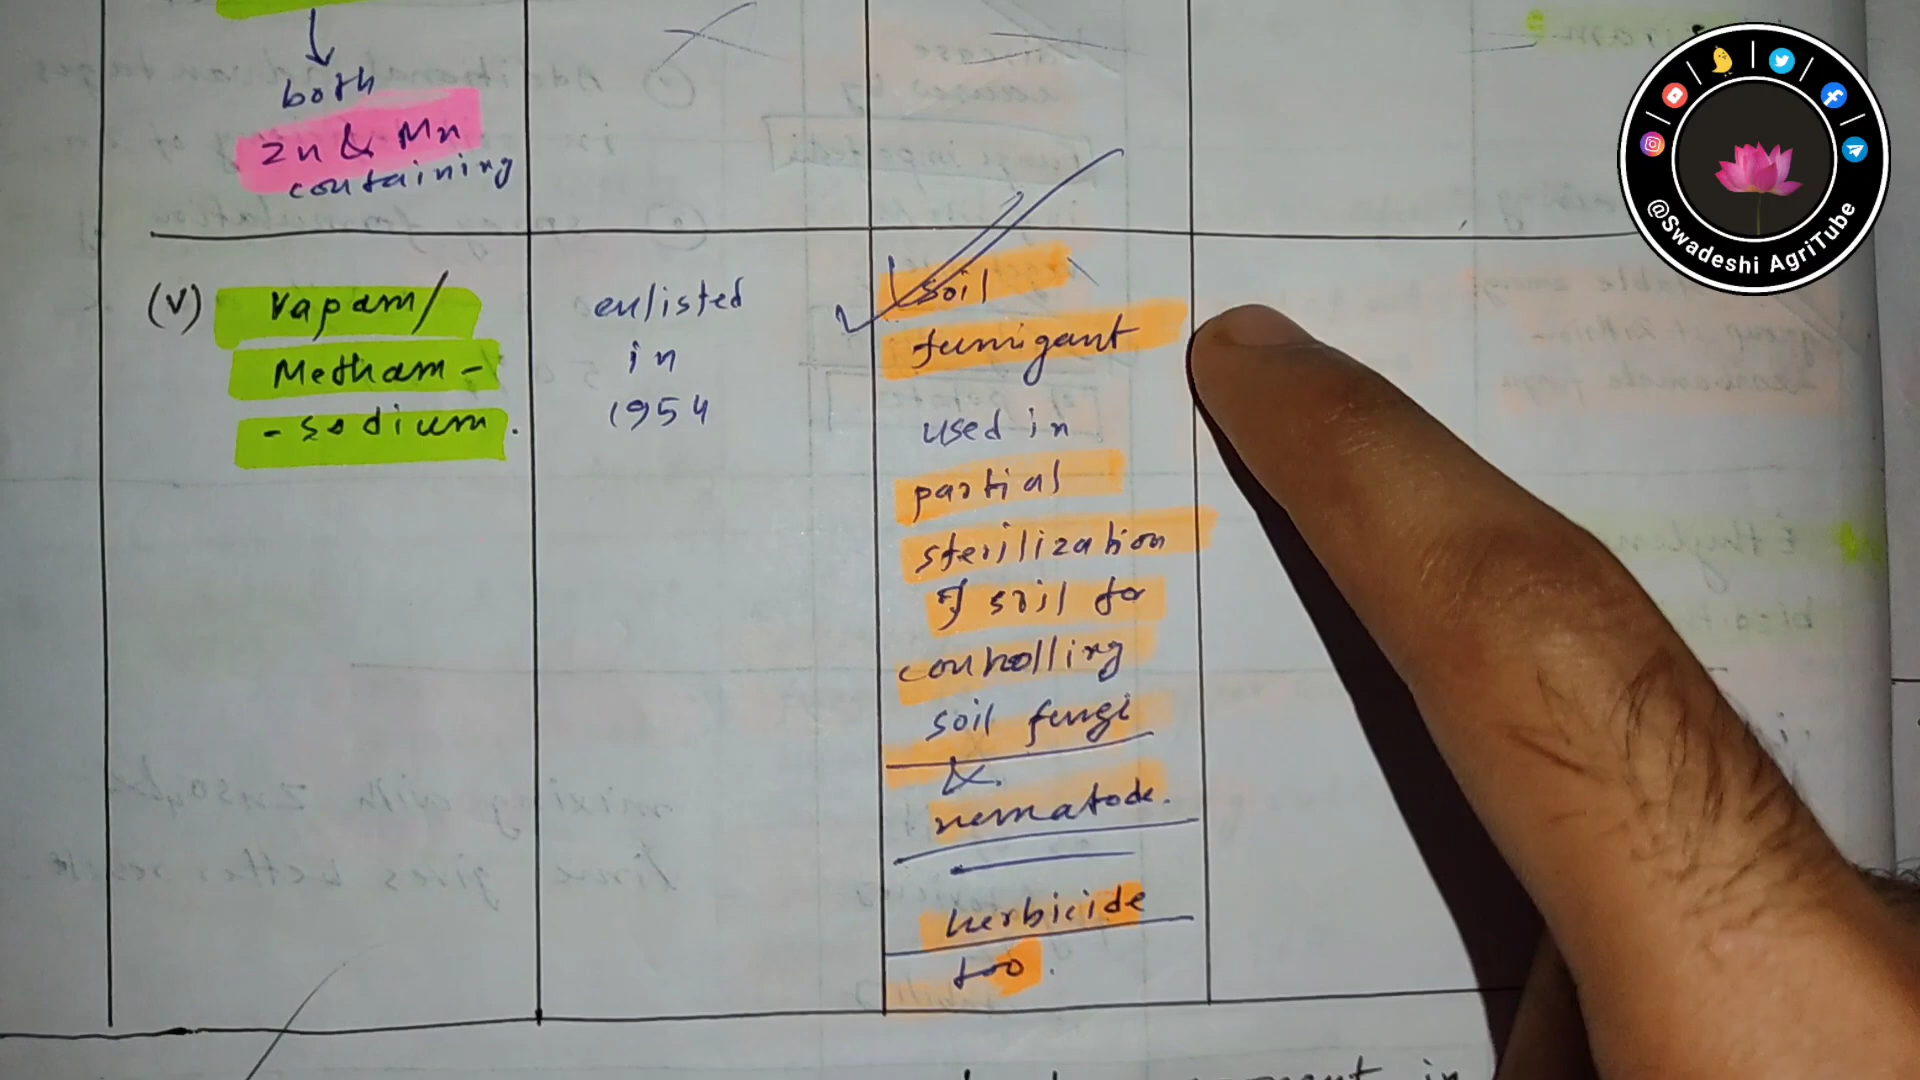 both
Zn & Mn
containing
(V) Vapam/
Metham-
-sodium.
enlisted
in
1954
soil
fumigant
used in
partial
sterilization
of soil for
controlling
soil fungi
&
nematode.
herbicide
too.
@Swadeshi AgriTube